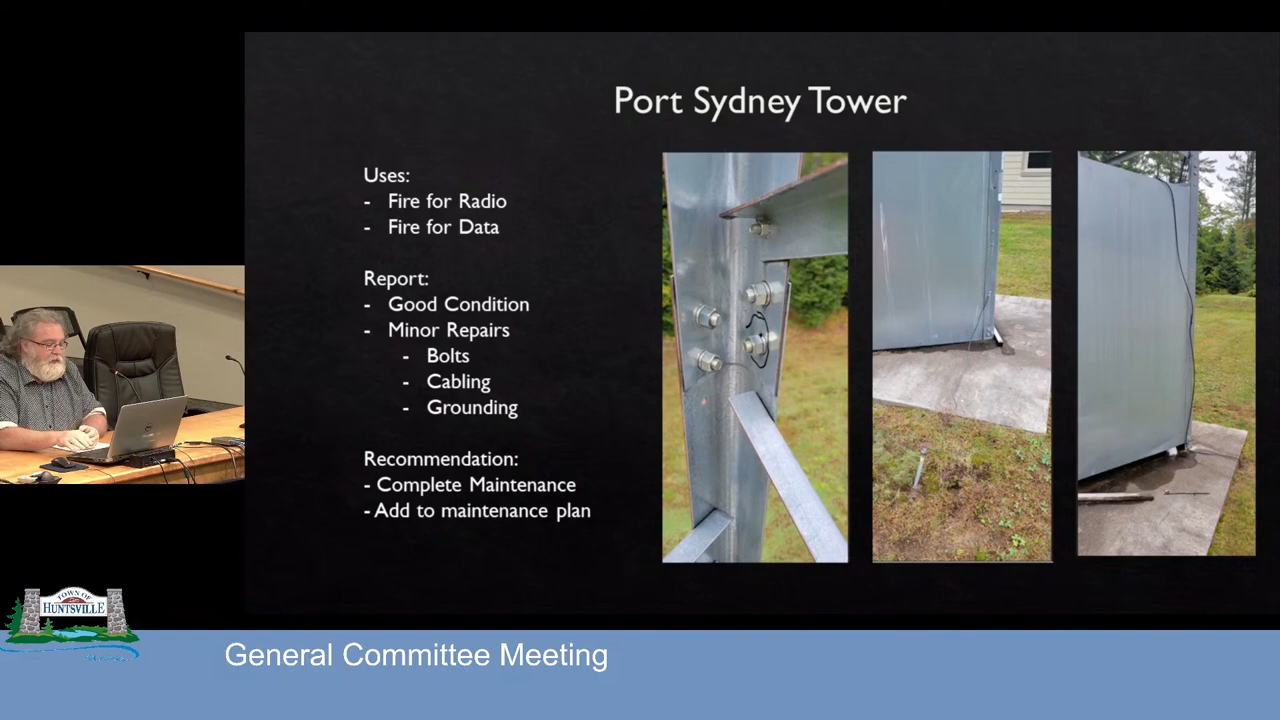 Port Sydney Tower
Uses:
- Fire for Radio
- Fire for Data
Report:
- Good Condition
- Minor Repairs
- Bolts
- Cabling
- Grounding
Recommendation:
- Complete Maintenance
- Add to maintenance plan
TOWN OF
HUNTSVILLE
General Committee Meeting